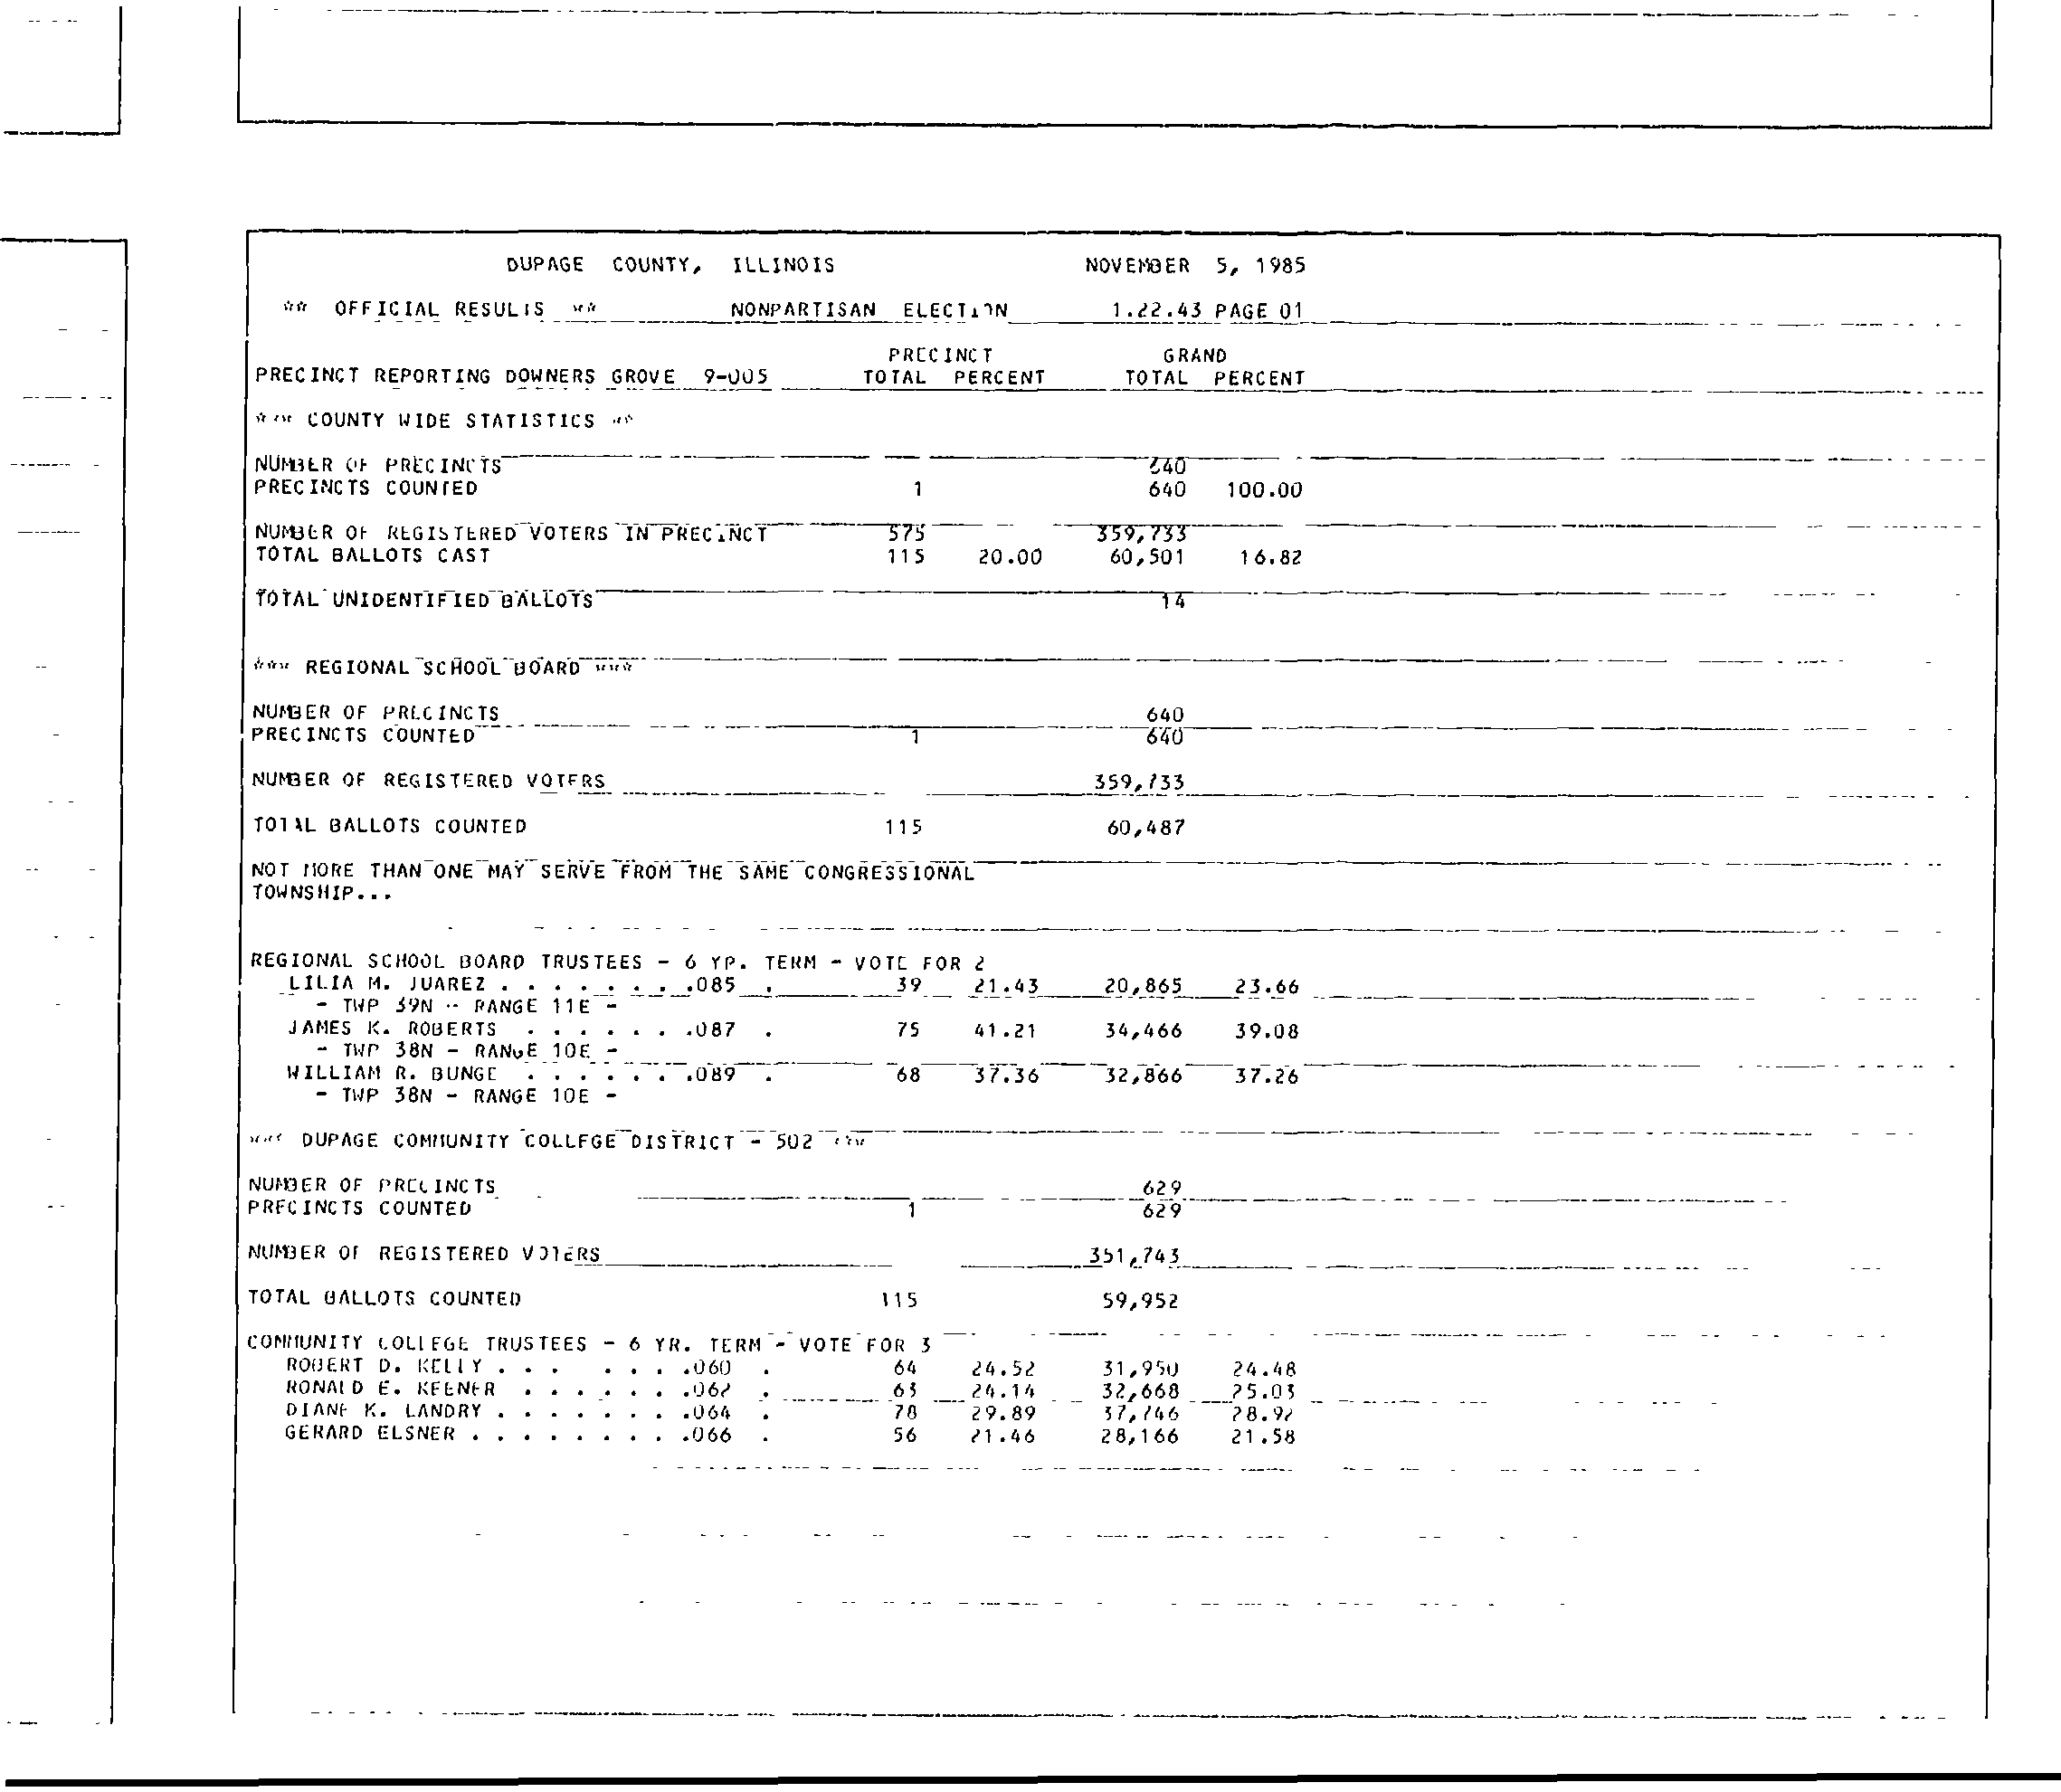 DUPAGE COUNTY, ILLINOIS NOVEMBER 5, 1985
** OFFICIAL RESULTS ** NONPARTISAN ELECTION 1.22.43 PAGE 01
PRECINCT GRAND
PRECINCT REPORTING DOWNERS GROVE 9-005 TOTAL PERCENT TOTAL PERCENT
*** COUNTY WIDE STATISTICS **
NUMBER OF PRECINCTS 640
PRECINCTS COUNTED 1 640 100.00
NUMBER OF REGISTERED VOTERS IN PRECINCT 575 359,733
TOTAL BALLOTS CAST 115 20.00 60,501 16.82
TOTAL UNIDENTIFIED BALLOTS 14
*** REGIONAL SCHOOL BOARD ***
NUMBER OF PRECINCTS 640
PRECINCTS COUNTED 1 640
NUMBER OF REGISTERED VOTERS 359,733
TOTAL BALLOTS COUNTED 115 60,487
NOT MORE THAN ONE MAY SERVE FROM THE SAME CONGRESSIONAL
TOWNSHIP...
REGIONAL SCHOOL BOARD TRUSTEES - 6 YR. TERM - VOTE FOR 2
LILIA M. JUAREZ . . . . . . . .085 . 39 21.43 20,865 23.66
- TWP 39N - RANGE 11E -
JAMES K. ROBERTS . . . . . . .087 . 75 41.21 34,466 39.08
- TWP 38N - RANGE 10E -
WILLIAM R. BUNGE . . . . . . .089 . 68 37.36 32,866 37.26
- TWP 38N - RANGE 10E -
*** DUPAGE COMMUNITY COLLEGE DISTRICT - 502 ***
NUMBER OF PRECINCTS 629
PRECINCTS COUNTED 1 629
NUMBER OF REGISTERED VOTERS 351,743
TOTAL BALLOTS COUNTED 115 59,952
COMMUNITY COLLEGE TRUSTEES - 6 YR. TERM - VOTE FOR 3
ROBERT D. KELLY . . . . . . .060 . 64 24.52 31,950 24.48
RONALD E. KEENER . . . . . . .062 . 63 24.14 32,668 25.03
DIANE K. LANDRY . . . . . . . .064 . 78 29.89 37,746 28.92
GERARD ELSNER . . . . . . . . .066 . 56 21.46 28,166 21.58